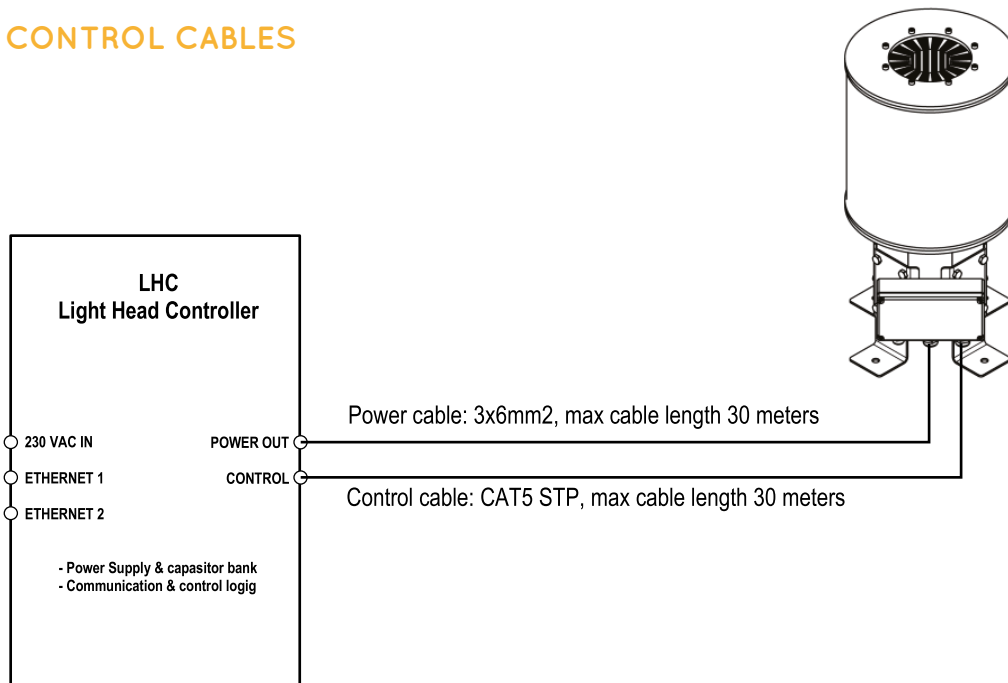 CONTROL CABLES
LHC
Light Head Controller
Power cable: 3x6mm2, max cable length 30 meters
230 VAC IN
POWER OUT
ETHERNET 1
CONTROL
Control cable: CAT5 STP, max cable length 30 meters
ETHERNET 2
- Power Supply & capasitor bank
- Communication & control logig